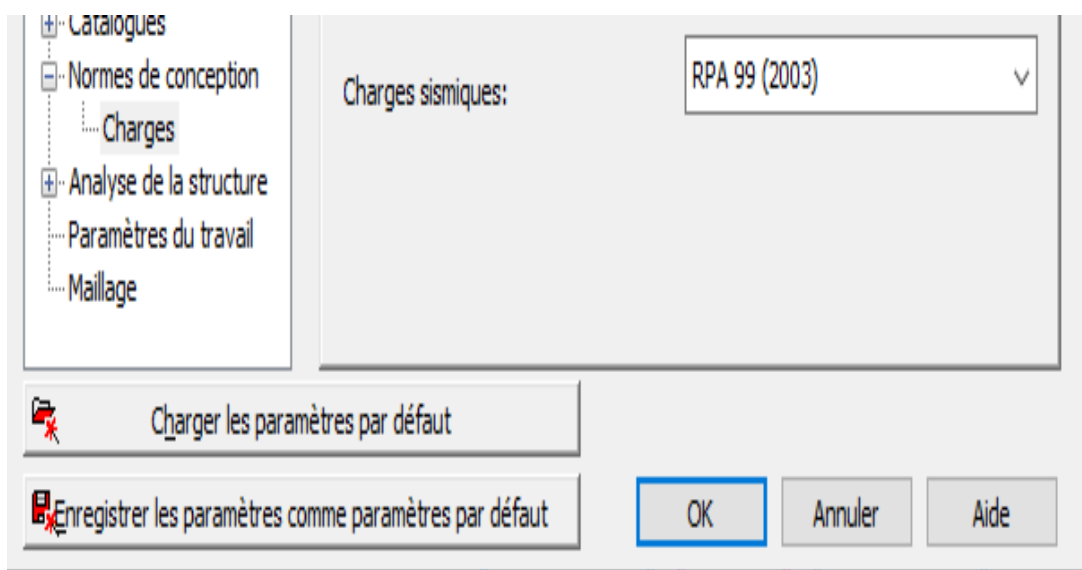 Catalogues
Normes de conception
Charges
Analyse de la structure
Paramètres du travail
Maillage
Charges sismiques:
RPA 99 (2003)
Charger les paramètres par défaut
Enregistrer les paramètres comme paramètres par défaut
OK
Annuler
Aide